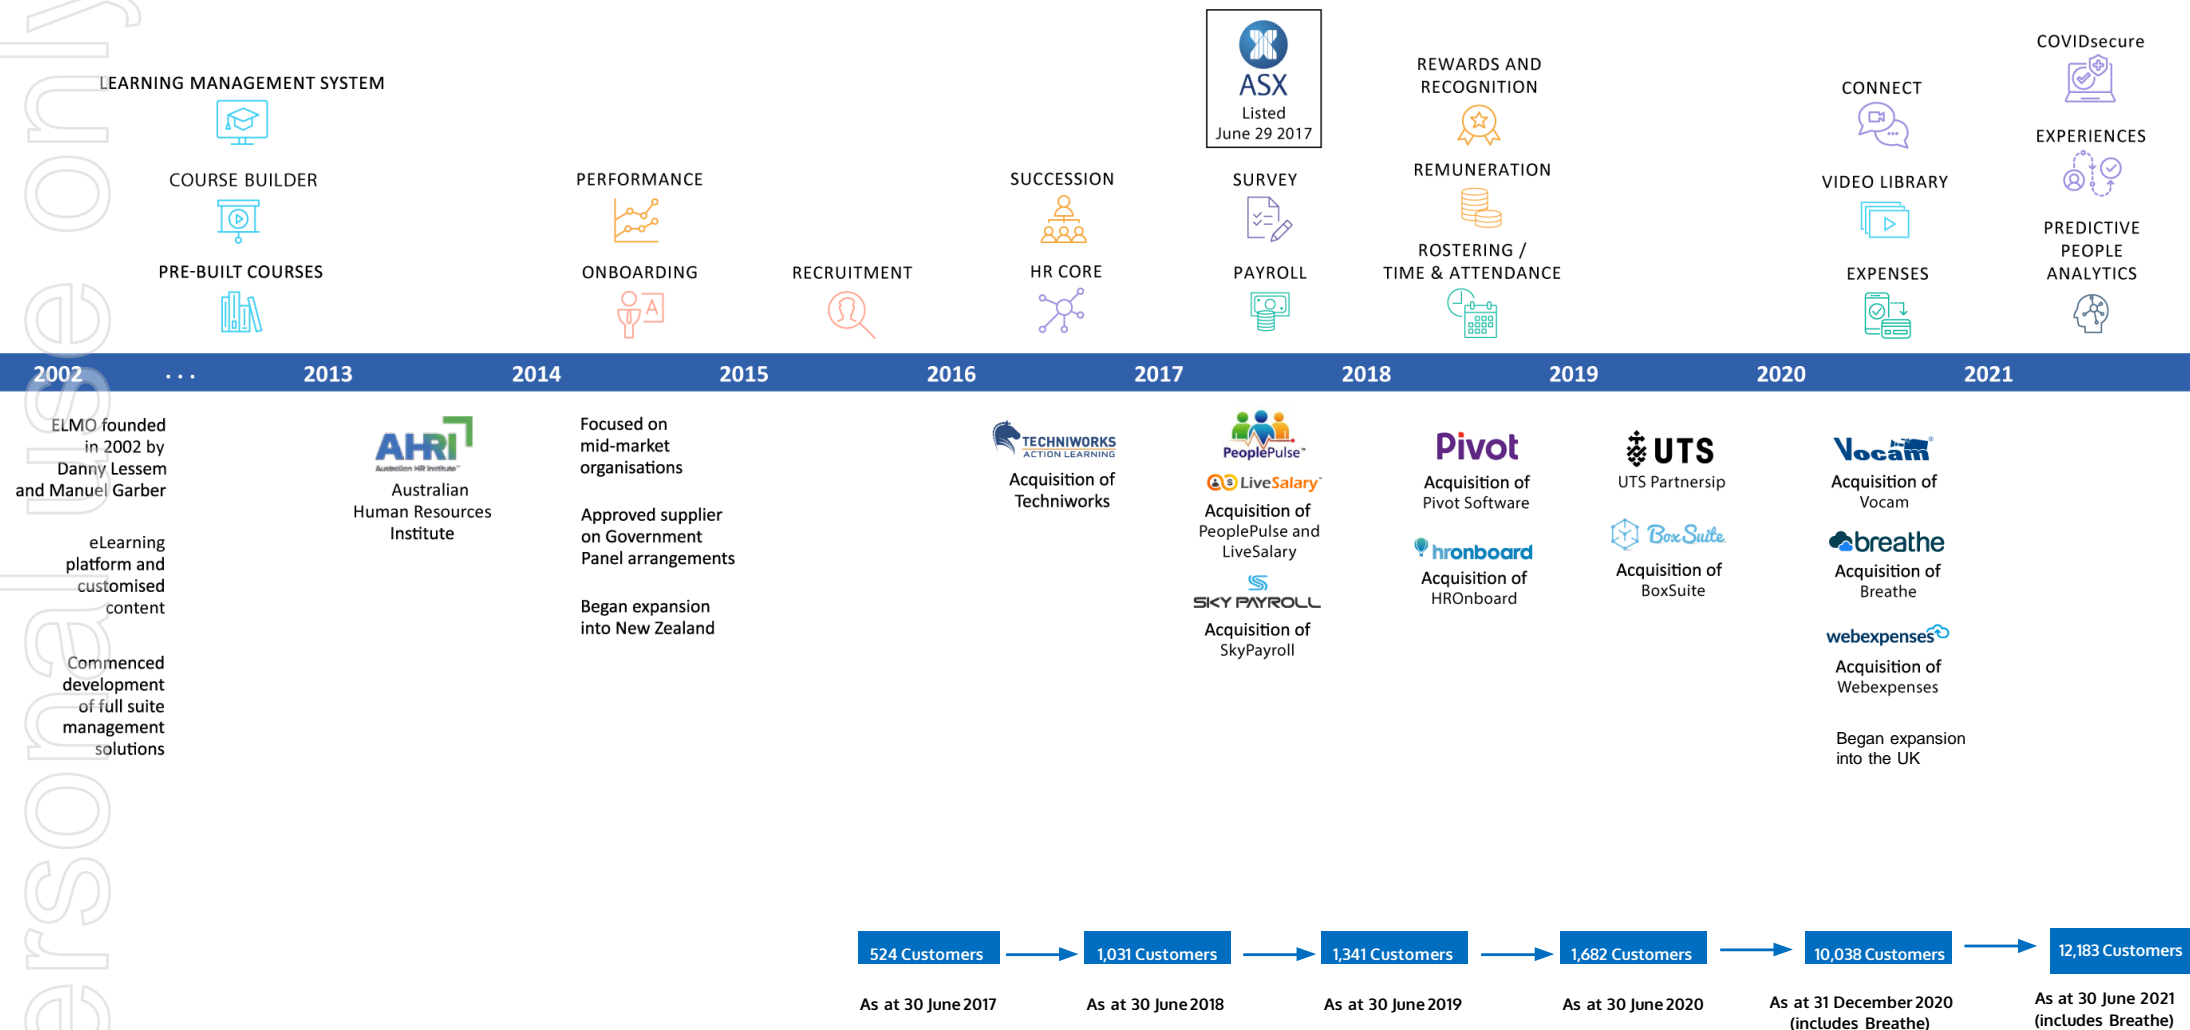 ersonal use only
LEARNING MANAGEMENT SYSTEM
COURSE BUILDER
PRE-BUILT COURSES
PERFORMANCE
ONBOARDING
A
RECRUITMENT
SUCCESSION
HR CORE
ASX
Listed
June 29 2017
SURVEY
PAYROLL
REWARDS AND
RECOGNITION
REMUNERATION
ROSTERING /
TIME & ATTENDANCE
CONNECT
VIDEO LIBRARY
EXPENSES
COVIDsecure
EXPERIENCES
PREDICTIVE
PEOPLE
ANALYTICS
2002 ... 2013 2014 2015 2016 2017 2018 2019 2020 2021
ELMO founded
in 2002 by
Danny Lessem
and Manuel Garber
eLearning
platform and
customised
content
Commenced
development
of full suite
management
solutions
AHRI
Australian HR Institute™
Australian
Human Resources
Institute
Focused on
mid-market
organisations
Approved supplier
on Government
Panel arrangements
Began expansion
into New Zealand
TECHNIWORKS
ACTION LEARNING
Acquisition of
Techniworks
PeoplePulse™
LiveSalary™
Acquisition of
PeoplePulse and
LiveSalary
SKY PAYROLL
Acquisition of
SkyPayroll
Pivot
Acquisition of
Pivot Software
hronboard
Acquisition of
HROnboard
UTS
UTS Partnersip
BoxSuite
Acquisition of
BoxSuite
Vocam®
Acquisition of
Vocam
breathe
Acquisition of
Breathe
webexpenses
Acquisition of
Webexpenses
Began expansion
into the UK
524 Customers
As at 30 June 2017
1,031 Customers
As at 30 June 2018
1,341 Customers
As at 30 June 2019
1,682 Customers
As at 30 June 2020
10,038 Customers
As at 31 December 2020
(includes Breathe)
12,183 Customers
As at 30 June 2021
(includes Breathe)